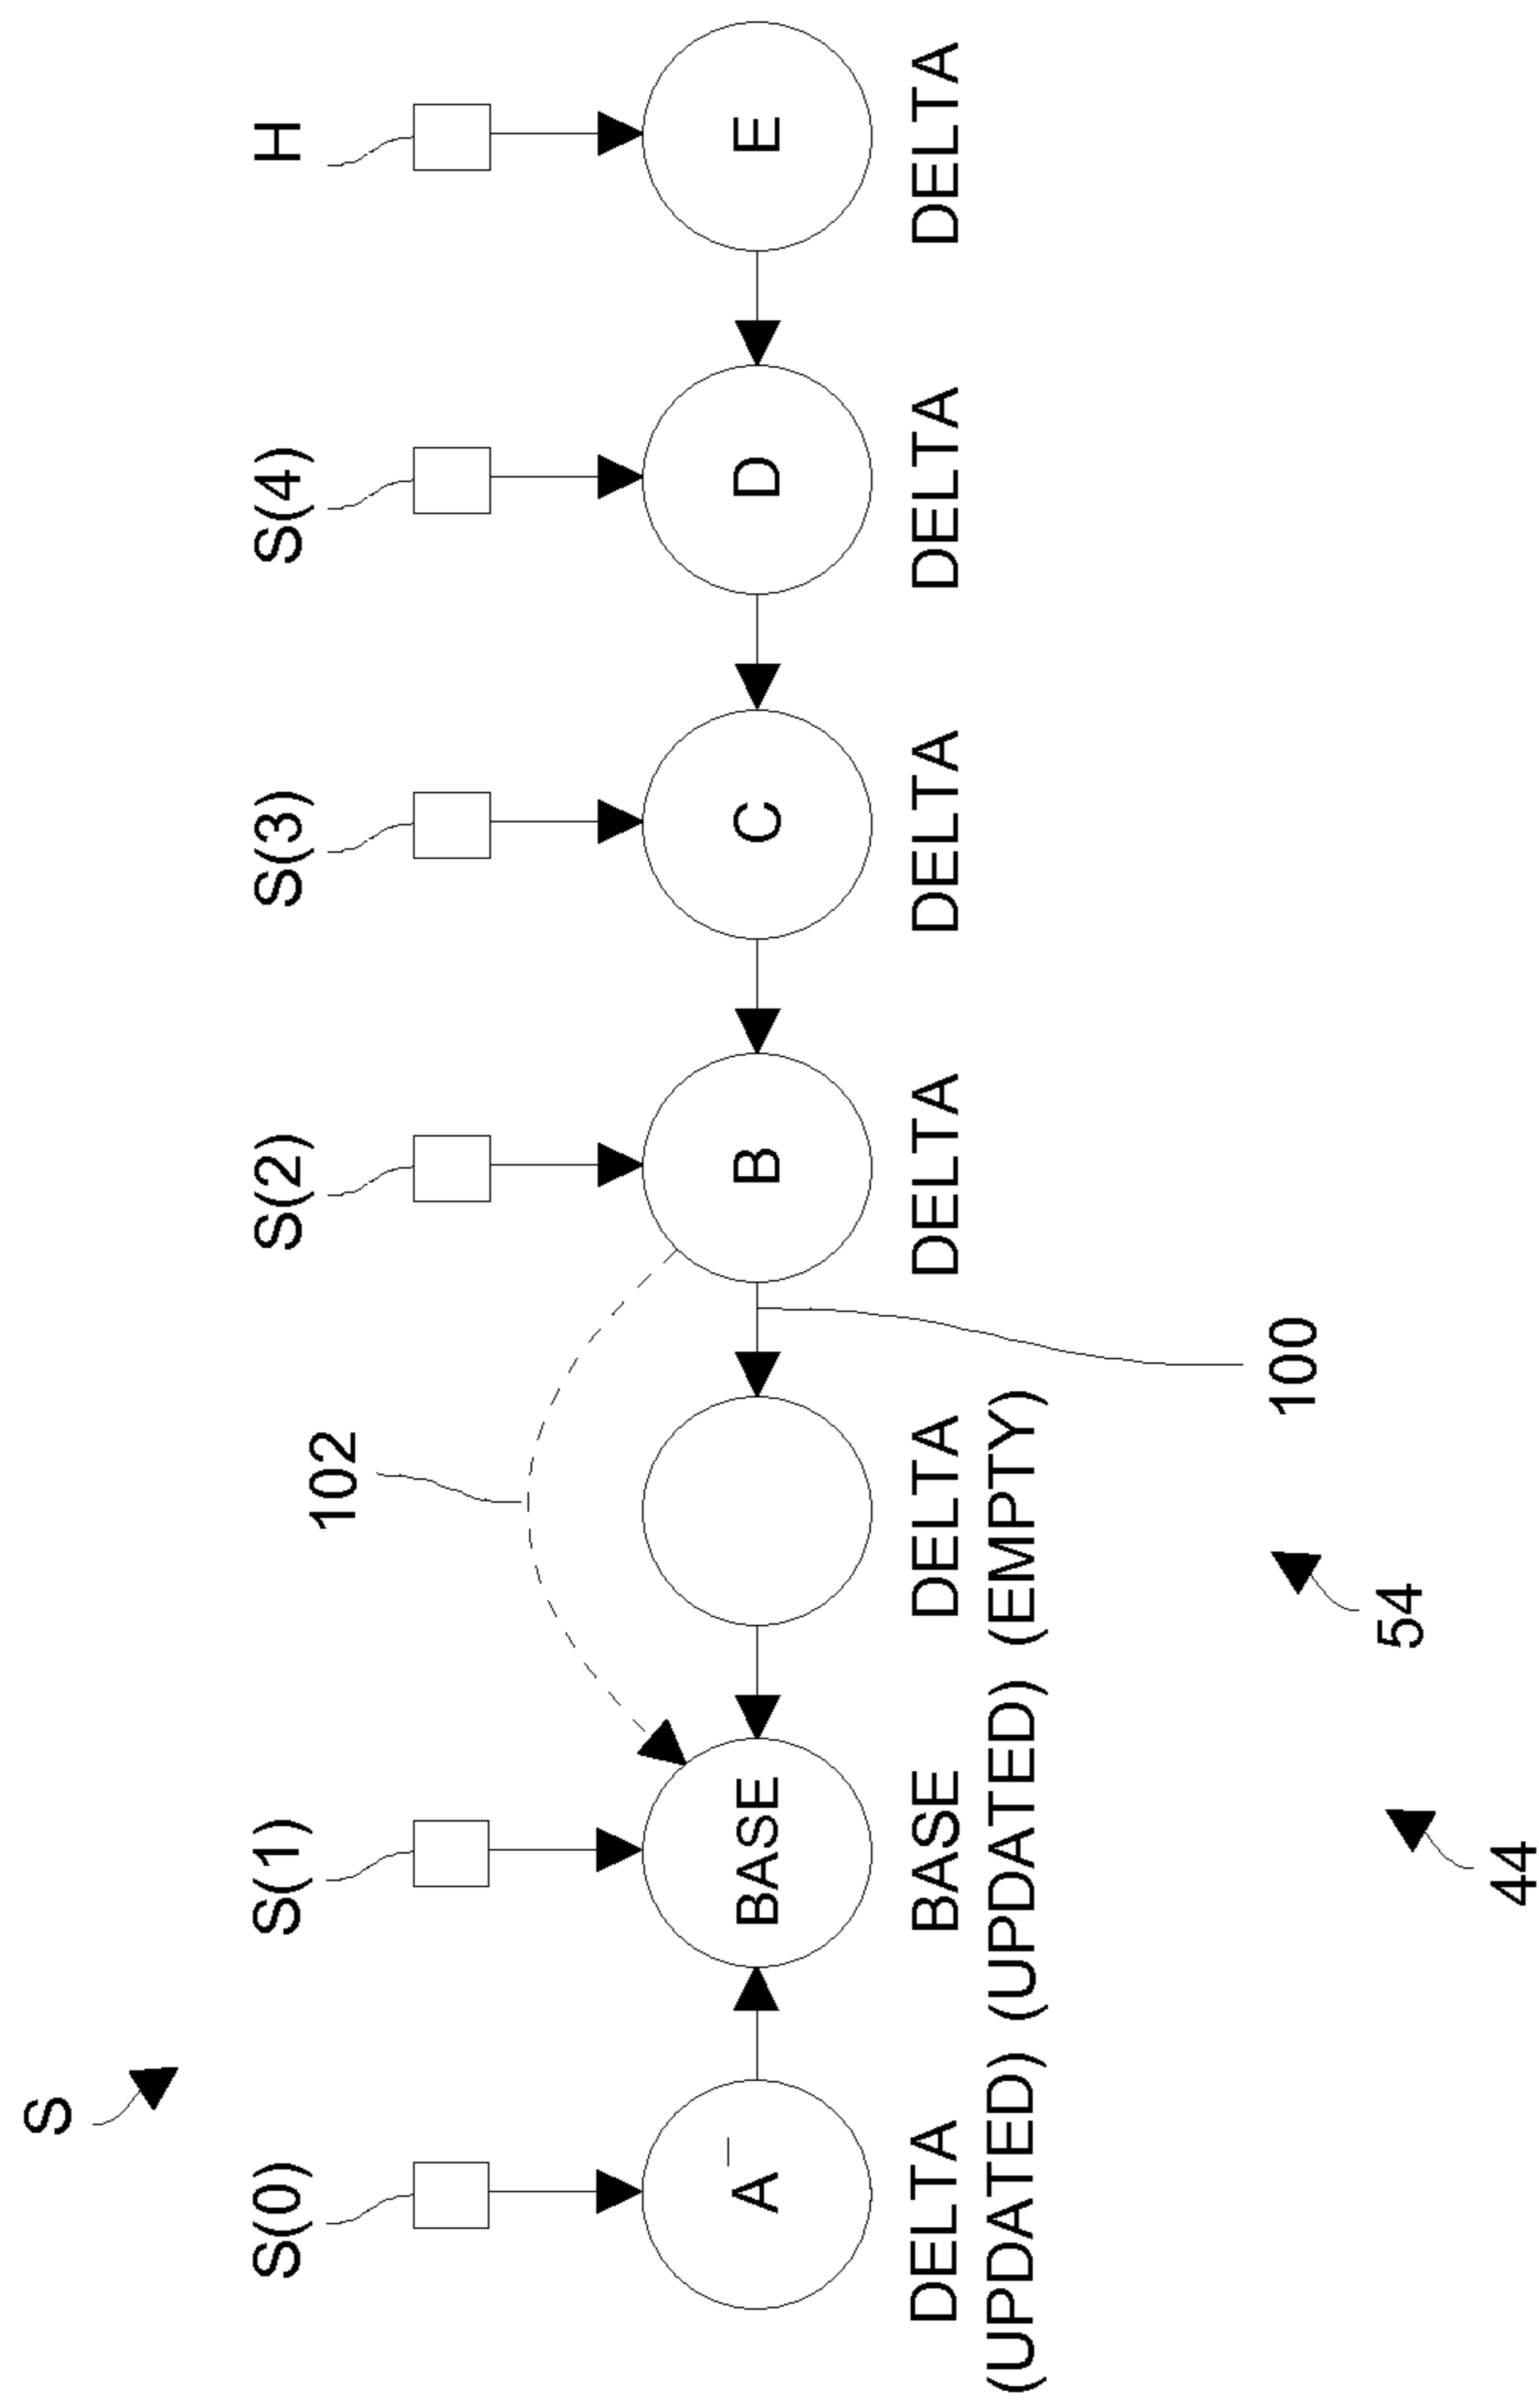 S
S(0)
S(1)
102
S(2)
S(3)
S(4)
H
A‾
BASE
B
C
D
E
DELTA
(UPDATED)
BASE
(UPDATED)
DELTA
(EMPTY)
DELTA
DELTA
DELTA
DELTA
100
54
44